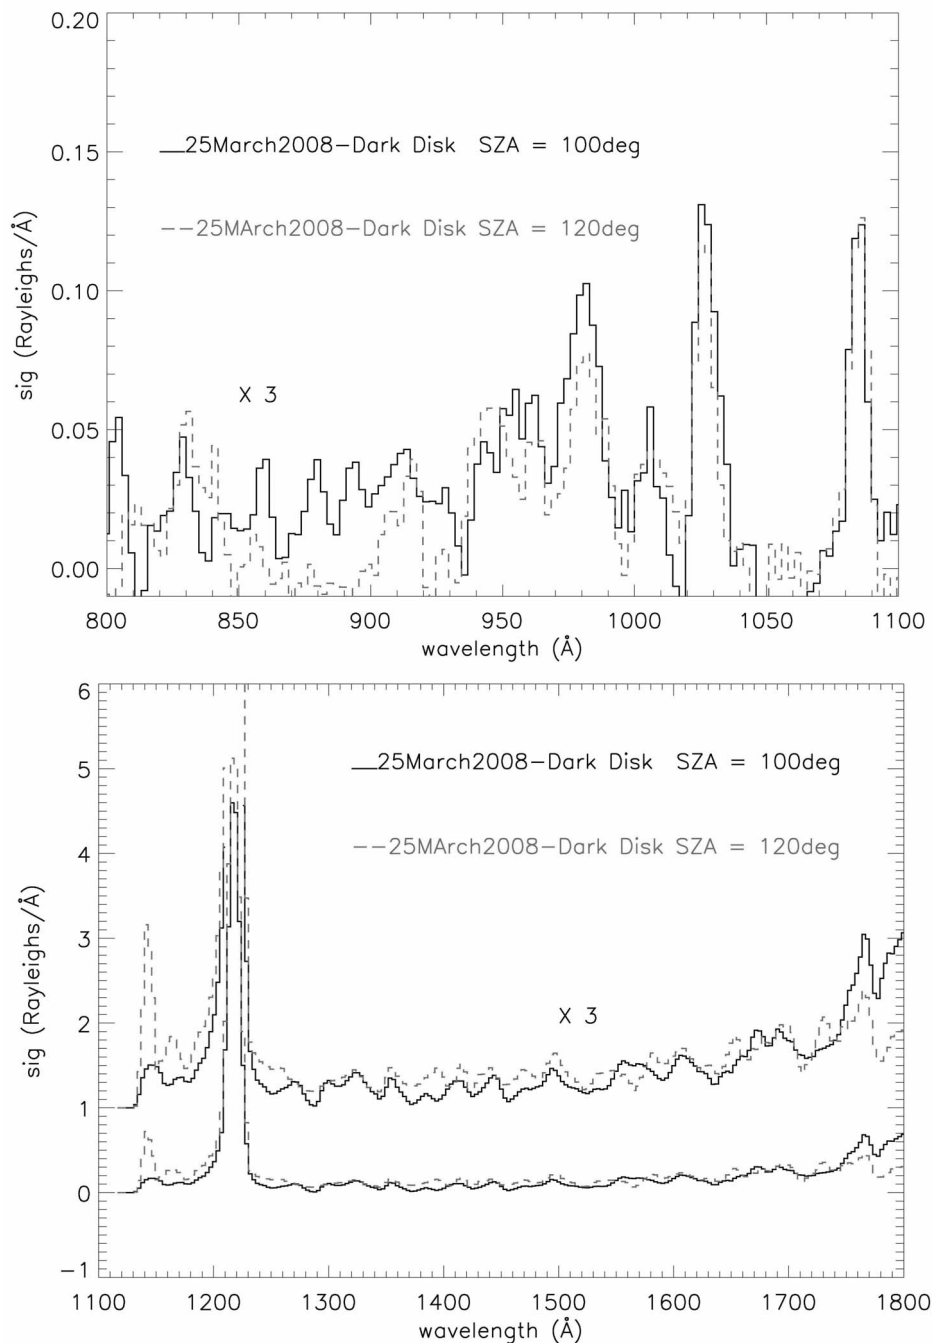 0.20
0.15
0.10
0.05
0.00
sig (Rayleighs/Å)
25March2008-Dark Disk SZA = 100deg
25MArch2008-Dark Disk SZA = 120deg
X 3
800 850 900 950 1000 1050 1100
wavelength (Å)
6
5
4
3
2
1
0
-1
sig (Rayleighs/Å)
25March2008-Dark Disk SZA = 100deg
25MArch2008-Dark Disk SZA = 120deg
X 3
1100 1200 1300 1400 1500 1600 1700 1800
wavelength (Å)